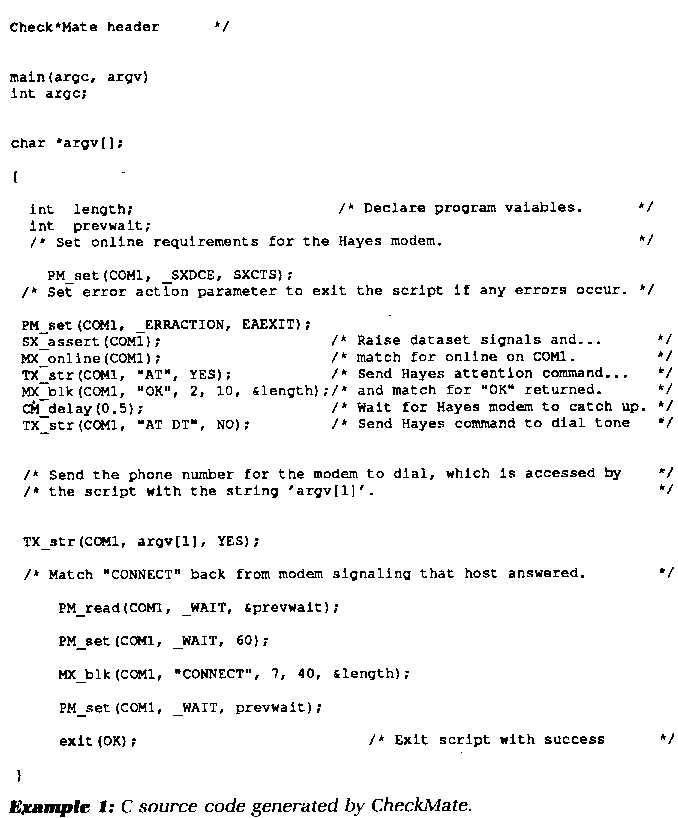 Check*Mate header */
main(argc, argv)
int argc;
char *argv[];
{
int length; /* Declare program vaiables. */
int prevwait;
/* Set online requirements for the Hayes modem. */
PM_set(COM1, _SXDCE, SXCTS);
/* Set error action parameter to exit the script if any errors occur. */
PM_set(COM1, _ERRACTION, EAEXIT);
SX_assert(COM1); /* Raise dataset signals and... */
MX_online(COM1); /* match for online on COM1. */
TX_str(COM1, "AT", YES); /* Send Hayes attention command... */
MX_blk(COM1, "OK", 2, 10, &length);/* and match for "OK" returned. */
CM_delay(0.5); /* Wait for Hayes modem to catch up. */
TX_str(COM1, "AT DT", NO); /* Send Hayes command to dial tone */
/* Send the phone number for the modem to dial, which is accessed by */
/* the script with the string 'argv[1]'. */
TX_str(COM1, argv[1], YES);
/* Match "CONNECT" back from modem signaling that host answered. */
PM_read(COM1, _WAIT, &prevwait);
PM_set(COM1, _WAIT, 60);
MX_blk(COM1, "CONNECT", 7, 40, &length);
PM_set(COM1, _WAIT, prevwait);
exit(OK); /* Exit script with success */
}
Example 1: C source code generated by CheckMate.